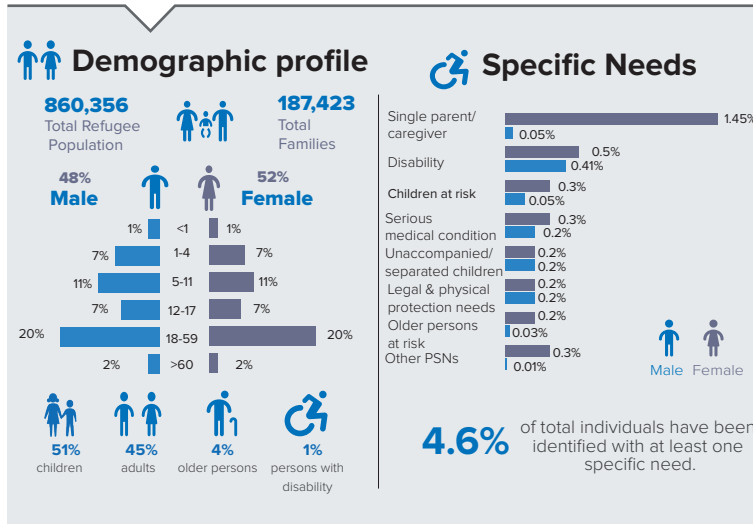 Demographic profile
860,356
Total Refugee
Population
187,423
Total
Families
48%
Male
52%
Female
1% <1 1%
7% 1-4 7%
11% 5-11 11%
7% 12-17 7%
20% 18-59 20%
2% >60 2%
51%
children
45%
adults
4%
older persons
1%
persons with
disability
Specific Needs
Single parent/
caregiver
1.45%
0.05%
Disability
0.5%
0.41%
Children at risk
0.3%
0.05%
Serious
medical condition
0.3%
0.2%
Unaccompanied/
separated children
0.2%
0.2%
Legal & physical
protection needs
0.2%
0.2%
Older persons
at risk
0.2%
0.03%
Other PSNs
0.3%
0.01%
Male Female
4.6%
of total individuals have been
identified with at least one
specific need.